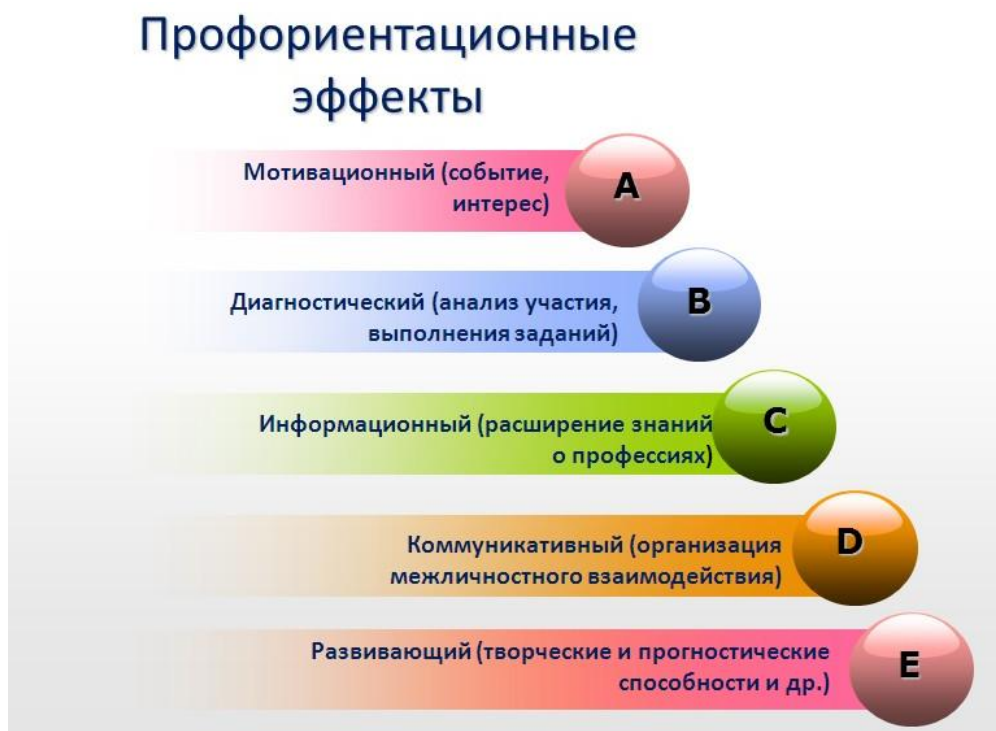 Профориентационные
эффекты
Мотивационный (событие,
интерес)
A
Диагностический (анализ участия,
выполнения заданий)
B
Информационный (расширение знаний
о профессиях)
C
Коммуникативный (организация
межличностного взаимодействия)
D
Развивающий (творческие и прогностические
способности и др.)
E